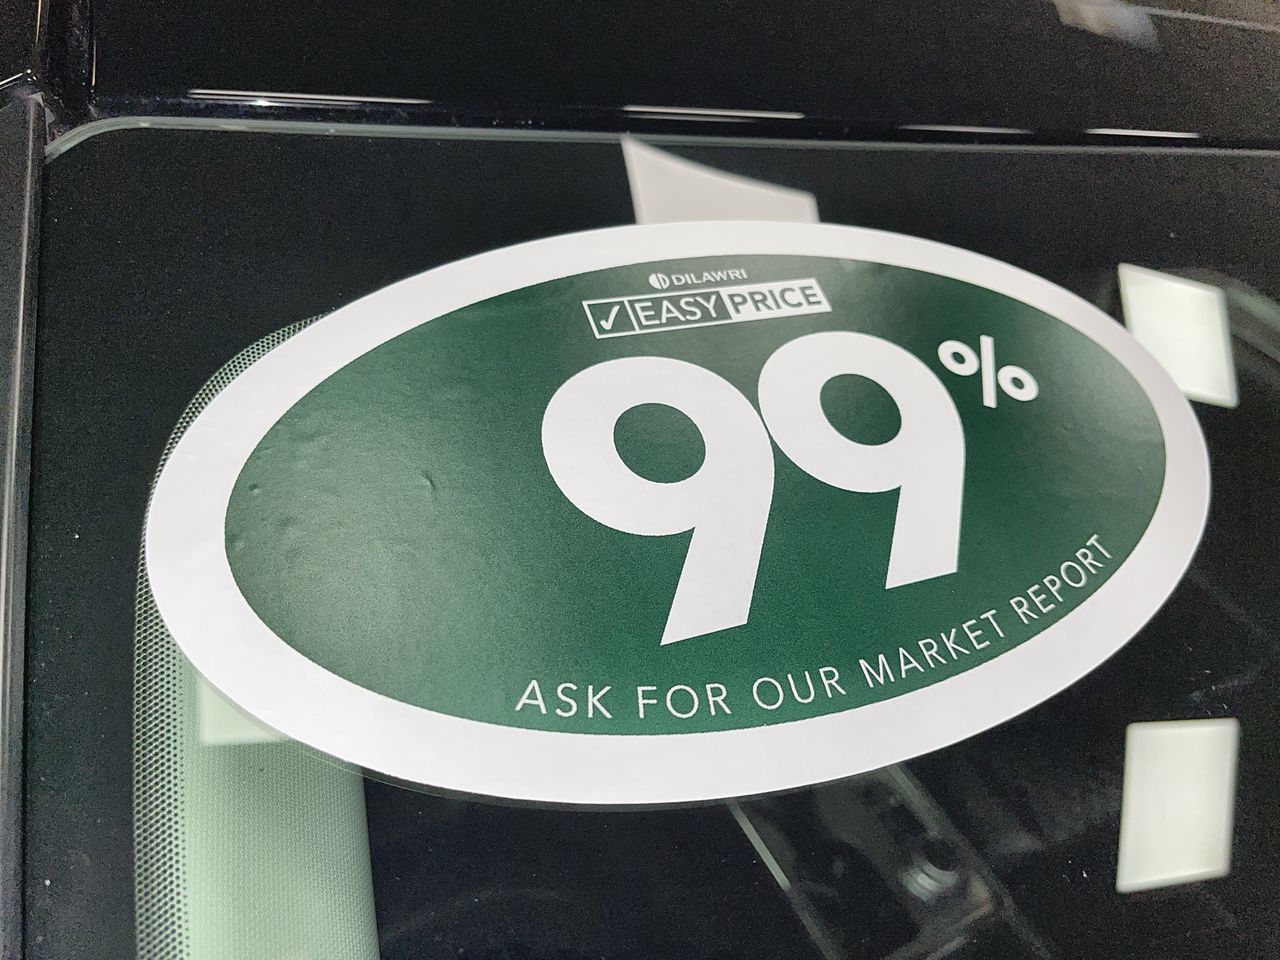 DILAWRI
✓ EASY PRICE
99%
ASK FOR OUR MARKET REPORT